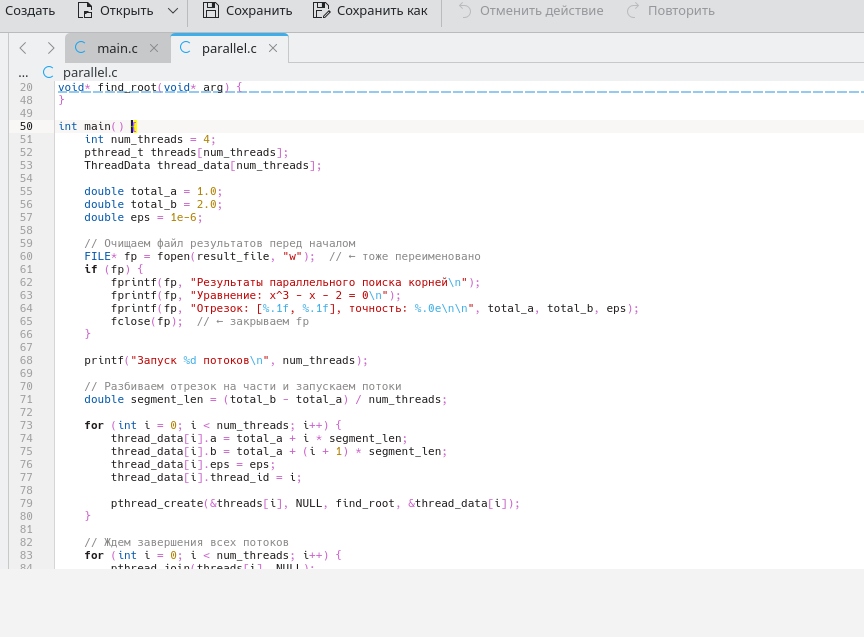 Создать Открыть Сохранить Сохранить как Отменить действие Повторить
main.c parallel.c
... parallel.c
20 void* find_root(void* arg) {
48 }
49
50 int main() {
51     int num_threads = 4;
52     pthread_t threads[num_threads];
53     ThreadData thread_data[num_threads];
54
55     double total_a = 1.0;
56     double total_b = 2.0;
57     double eps = 1e-6;
58
59     // Очищаем файл результатов перед началом
60     FILE* fp = fopen(result_file, "w");  // ← тоже переименовано
61     if (fp) {
62         fprintf(fp, "Результаты параллельного поиска корней\n");
63         fprintf(fp, "Уравнение: x^3 - x - 2 = 0\n");
64         fprintf(fp, "Отрезок: [%.1f, %.1f], точность: %.0e\n\n", total_a, total_b, eps);
65         fclose(fp);  // ← закрываем fp
66     }
67
68     printf("Запуск %d потоков\n", num_threads);
69
70     // Разбиваем отрезок на части и запускаем потоки
71     double segment_len = (total_b - total_a) / num_threads;
72
73     for (int i = 0; i < num_threads; i++) {
74         thread_data[i].a = total_a + i * segment_len;
75         thread_data[i].b = total_a + (i + 1) * segment_len;
76         thread_data[i].eps = eps;
77         thread_data[i].thread_id = i;
78
79         pthread_create(&threads[i], NULL, find_root, &thread_data[i]);
80     }
81
82     // Ждем завершения всех потоков
83     for (int i = 0; i < num_threads; i++) {
84         pthread_join(threads[i], NULL);